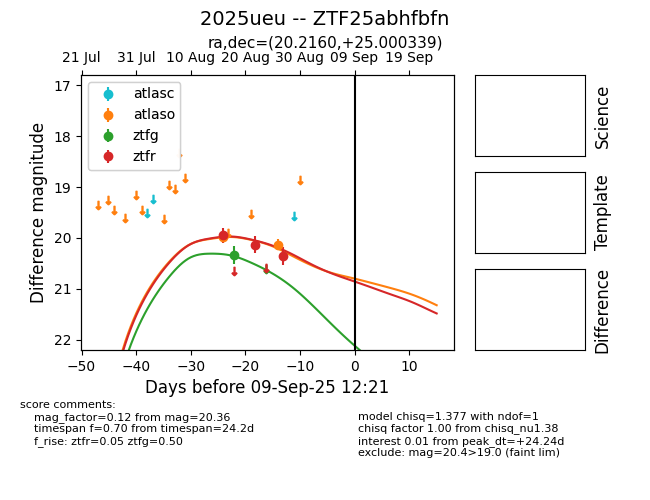 2025ueu -- ZTF25abhfbfn
ra,dec=(20.2160,+25.000339)
21 Jul 31 Jul 10 Aug 20 Aug 30 Aug 09 Sep 19 Sep
atlasc
atlaso
ztfg
ztfr
17
18
19
20
21
22
Difference magnitude
−50 −40 −30 −20 −10 0 10
Days before 09-Sep-25 12:21
Science
Template
Difference
score comments:
mag_factor=0.12 from mag=20.36
timespan f=0.70 from timespan=24.2d
f_rise: ztfr=0.05 ztfg=0.50
model chisq=1.377 with ndof=1
chisq factor 1.00 from chisq_nu1.38
interest 0.01 from peak_dt=+24.24d
exclude: mag=20.4>19.0 (faint lim)